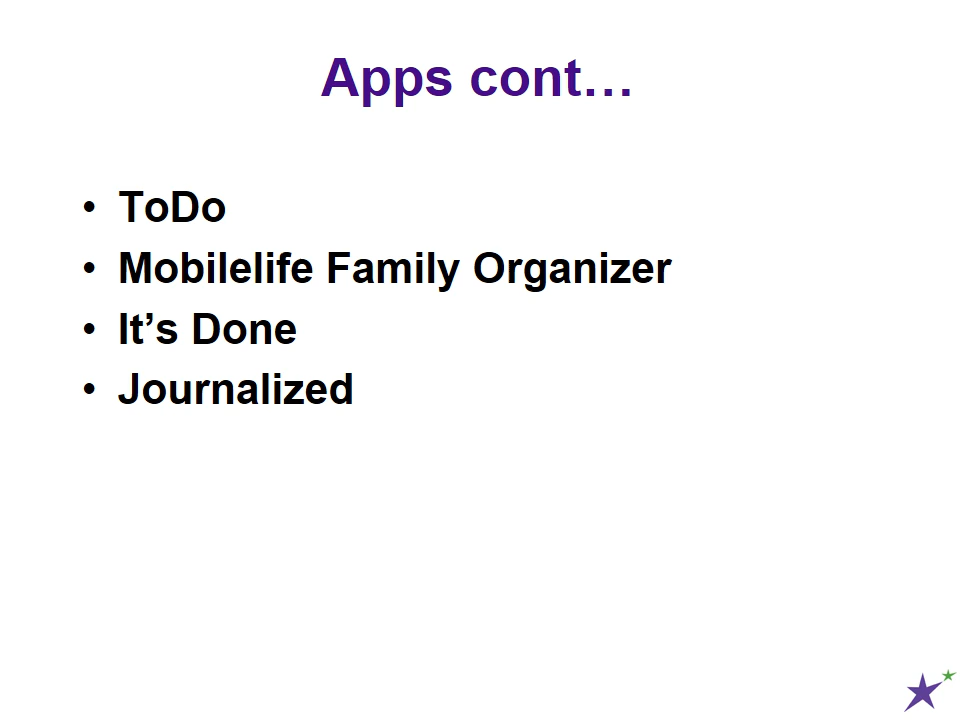 Apps cont…
• ToDo
• Mobilelife Family Organizer
• It’s Done
• Journalized